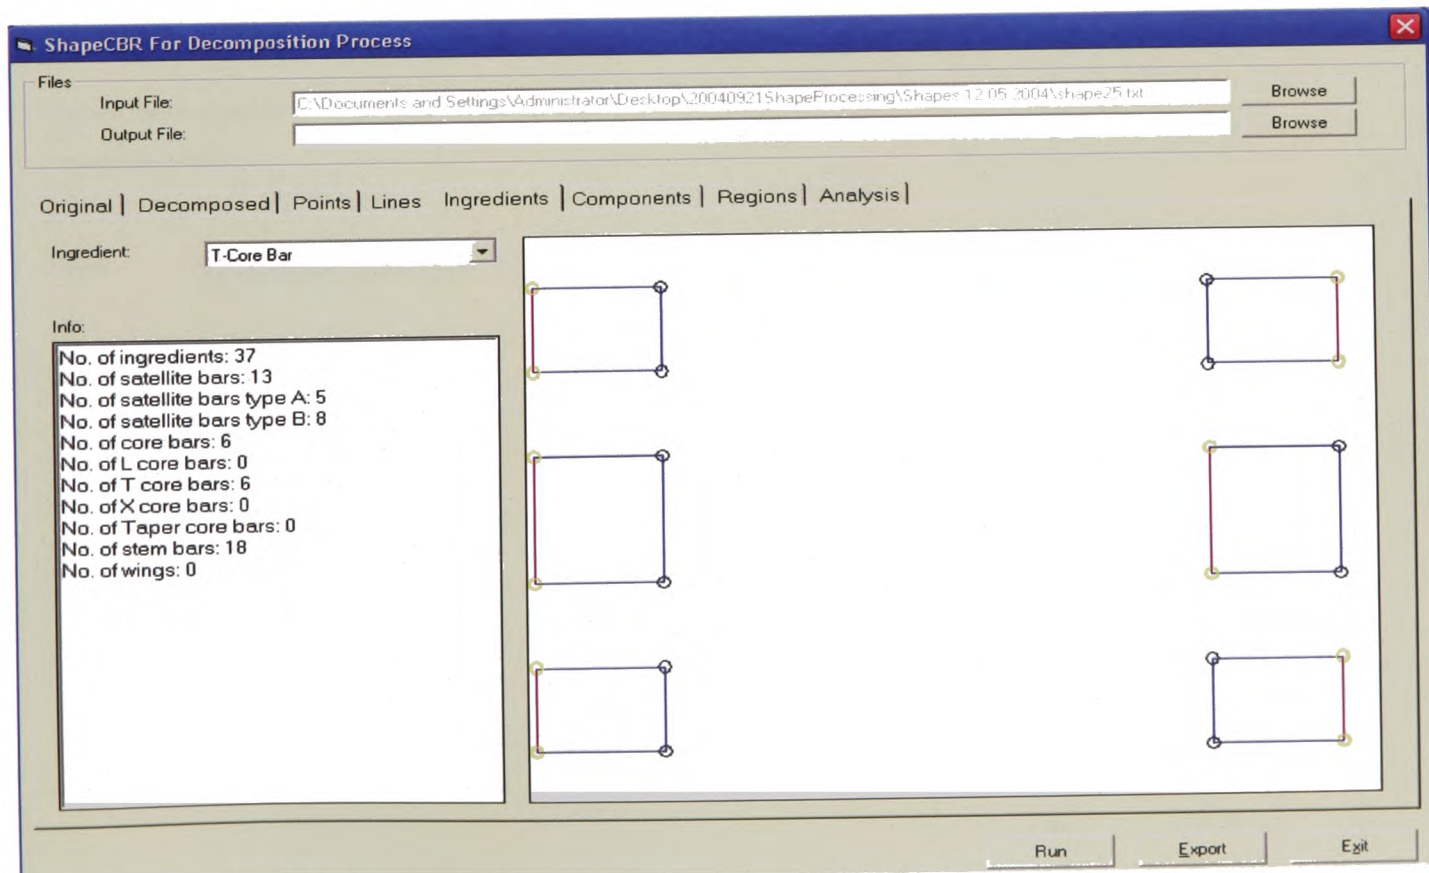 ShapeCBR For Decomposition Process
Files
Input File: C:\Documents and Settings\Administrator\Desktop\20040921ShapeProcessing\Shapes 12 05 2004\shape25.txt Browse
Output File: Browse
Original Decomposed Points Lines Ingredients Components Regions Analysis
Ingredient: T-Core Bar
Info:
No. of ingredients: 37
No. of satellite bars: 13
No. of satellite bars type A: 5
No. of satellite bars type B: 8
No. of core bars: 6
No. of L core bars: 0
No. of T core bars: 6
No. of X core bars: 0
No. of Taper core bars: 0
No. of stem bars: 18
No. of wings: 0
Run Export Exit